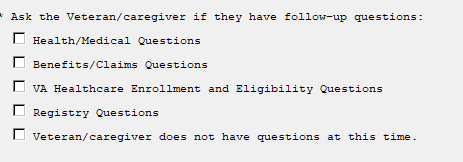 * Ask the Veteran/caregiver if they have follow-up questions:
Health/Medical Questions
Benefits/Claims Questions
VA Healthcare Enrollment and Eligibility Questions
Registry Questions
Veteran/caregiver does not have questions at this time.